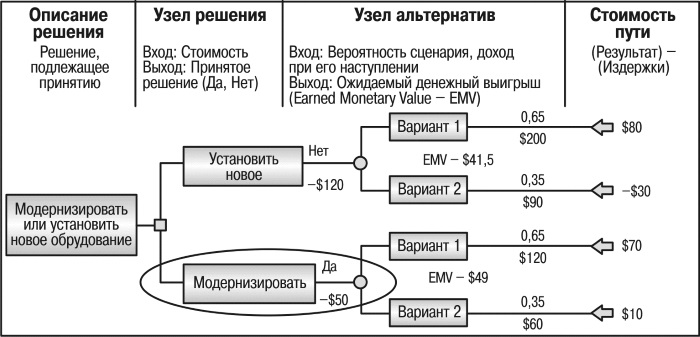 Описание
решения
Решение,
подлежащее
принятию
Узел решения
Вход: Стоимость
Выход: Принятое
решение (Да, Нет)
Узел альтернатив
Вход: Вероятность сценария, доход
при его наступлении
Выход: Ожидаемый денежный выигрыш
(Earned Monetary Value – EMV)
Стоимость
пути
(Результат) –
(Издержки)
Модернизировать
или установить
новое обрудование
Установить
новое
Нет
–$120
Вариант 1
0,65
$200
$80
EMV – $41,5
Вариант 2
0,35
$90
–$30
Модернизировать
Да
–$50
Вариант 1
0,65
$120
$70
EMV – $49
Вариант 2
0,35
$60
$10